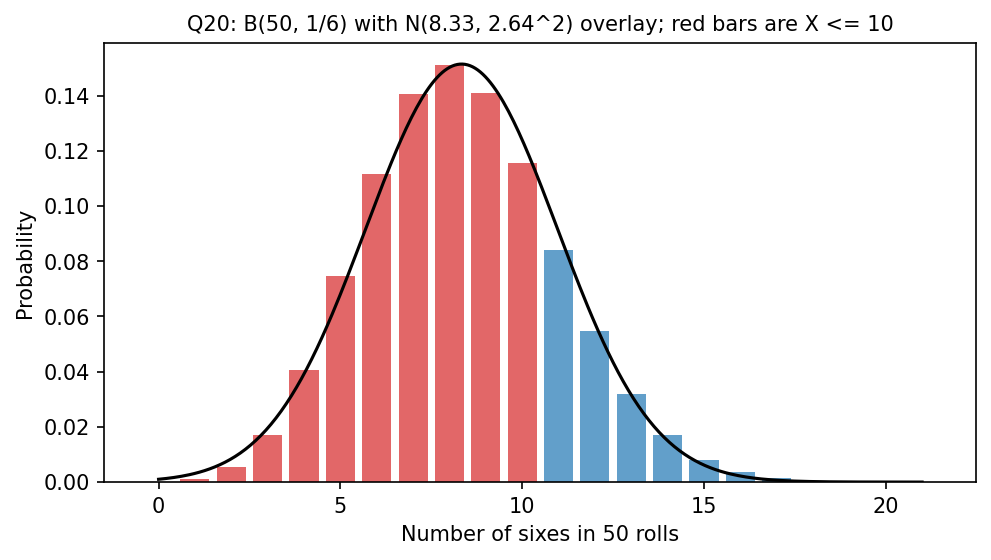 Q20: B(50, 1/6) with N(8.33, 2.64^2) overlay; red bars are X <= 10
Probability
0.14
0.12
0.10
0.08
0.06
0.04
0.02
0.00
0 5 10 15 20
Number of sixes in 50 rolls